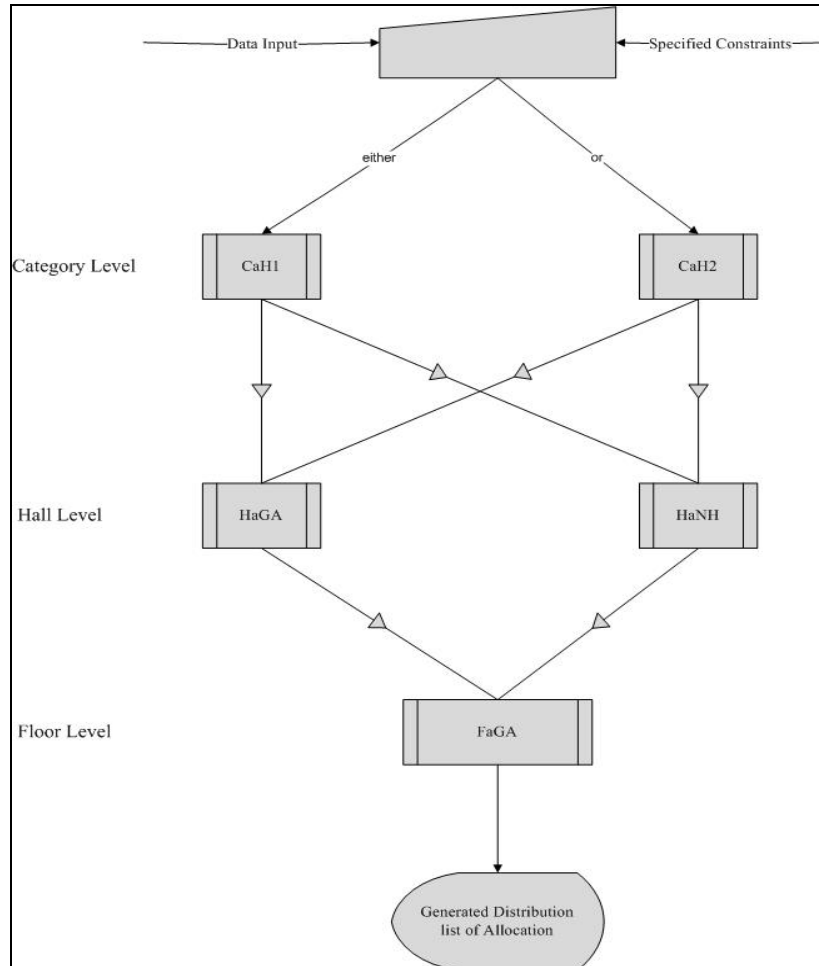 Data Input
Specified Constraints
either
or
Category Level
CaH1
CaH2
Hall Level
HaGA
HaNH
Floor Level
FaGA
Generated Distribution
list of Allocation